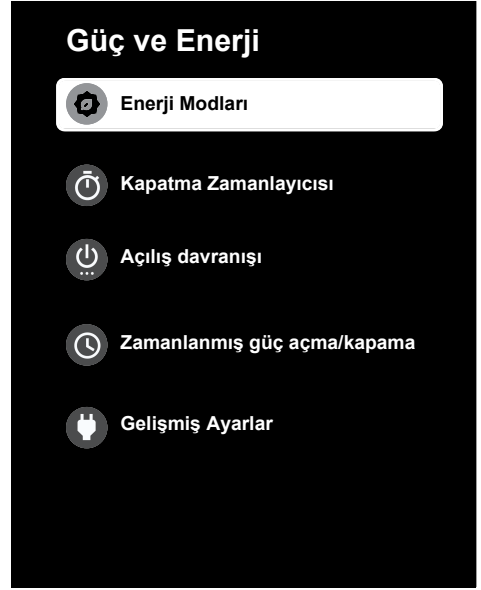 Güç ve Enerji
Enerji Modları
Kapatma Zamanlayıcısı
Açılış davranışı
Zamanlanmış güç açma/kapama
Gelişmiş Ayarlar